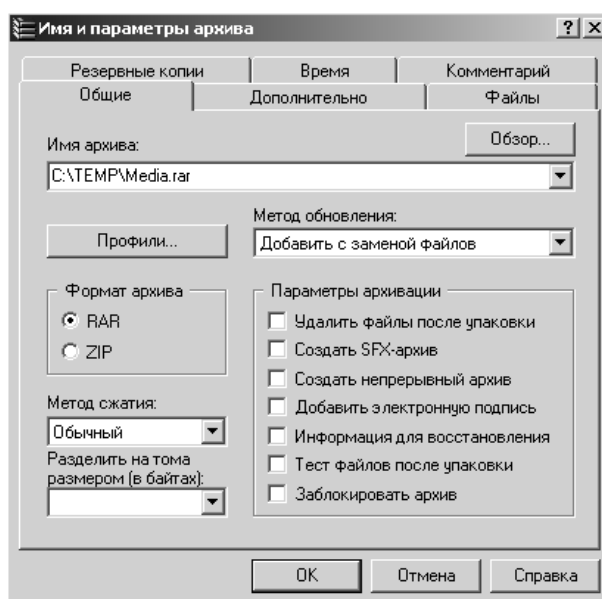 Имя и параметры архива
Резервные копии Время Комментарий
Общие Дополнительно Файлы
Имя архива: Обзор...
C:\TEMP\Media.rar
Метод обновления:
Профили... Добавить с заменой файлов
Формат архива Параметры архивации
RAR Удалить файлы после упаковки
ZIP Создать SFX-архив
Создать непрерывный архив
Метод сжатия: Добавить электронную подпись
Обычный Информация для восстановления
Разделить на тома Тест файлов после упаковки
размером (в байтах):
Заблокировать архив
OK Отмена Справка